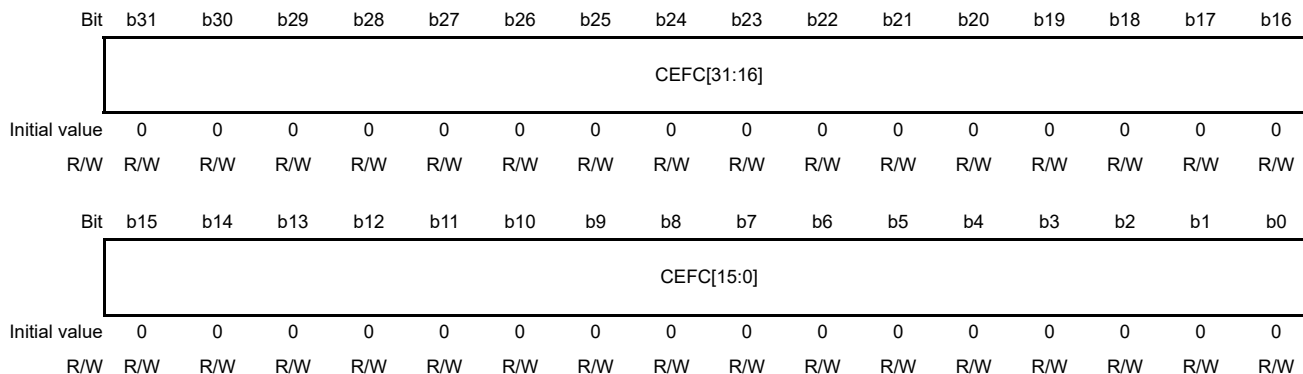 Bit b31 b30 b29 b28 b27 b26 b25 b24 b23 b22 b21 b20 b19 b18 b17 b16
CEFC[31:16]
Initial value 0 0 0 0 0 0 0 0 0 0 0 0 0 0 0 0
R/W R/W R/W R/W R/W R/W R/W R/W R/W R/W R/W R/W R/W R/W R/W R/W R/W
Bit b15 b14 b13 b12 b11 b10 b9 b8 b7 b6 b5 b4 b3 b2 b1 b0
CEFC[15:0]
Initial value 0 0 0 0 0 0 0 0 0 0 0 0 0 0 0 0
R/W R/W R/W R/W R/W R/W R/W R/W R/W R/W R/W R/W R/W R/W R/W R/W R/W